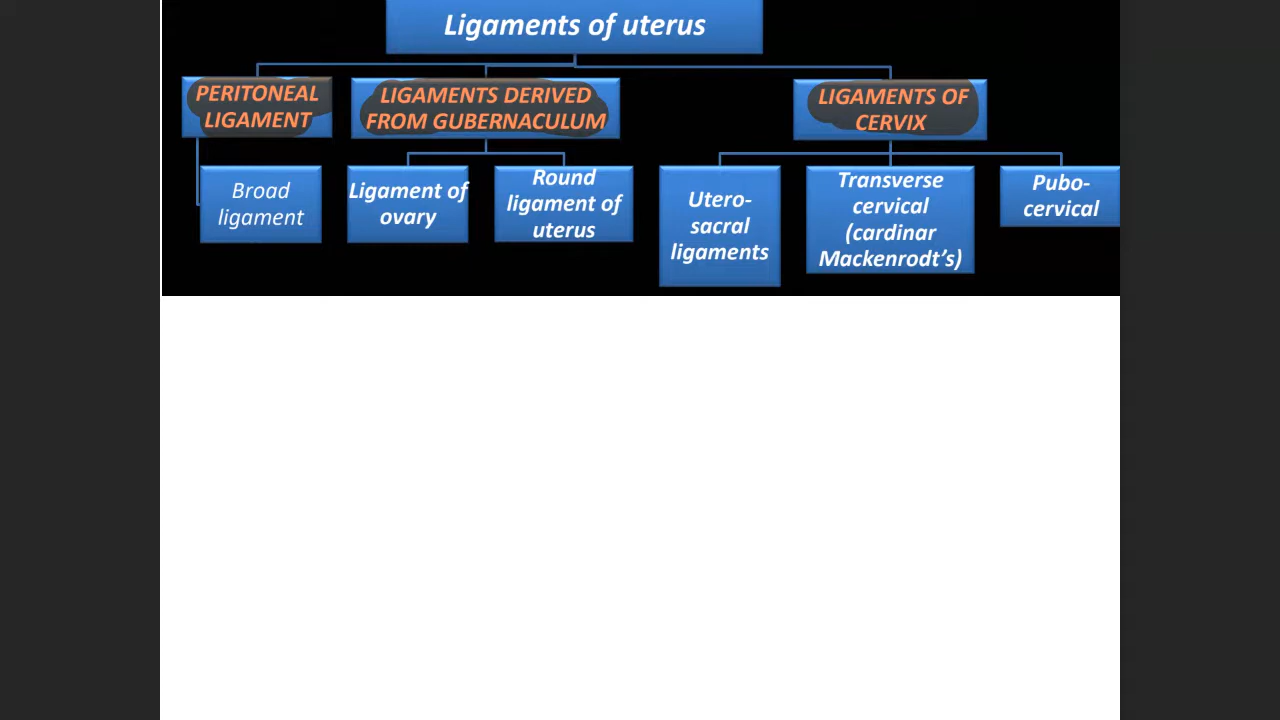 Ligaments of uterus
PERITONEAL
LIGAMENT
LIGAMENTS DERIVED
FROM GUBERNACULUM
LIGAMENTS OF
CERVIX
Broad
ligament
Ligament of
ovary
Round
ligament of
uterus
Utero-
sacral
ligaments
Transverse
cervical
(cardinar
Mackenrodt’s)
Pubo-
cervical